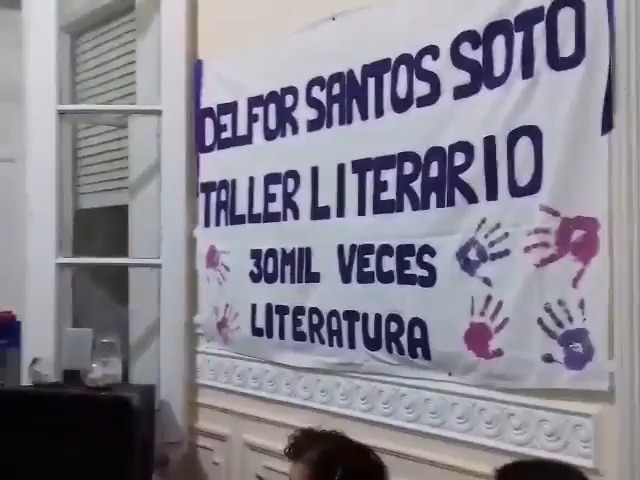 DELFOR SANTOS SOTO
TALLER LITERARIO
30MIL VECES
LITERATURA